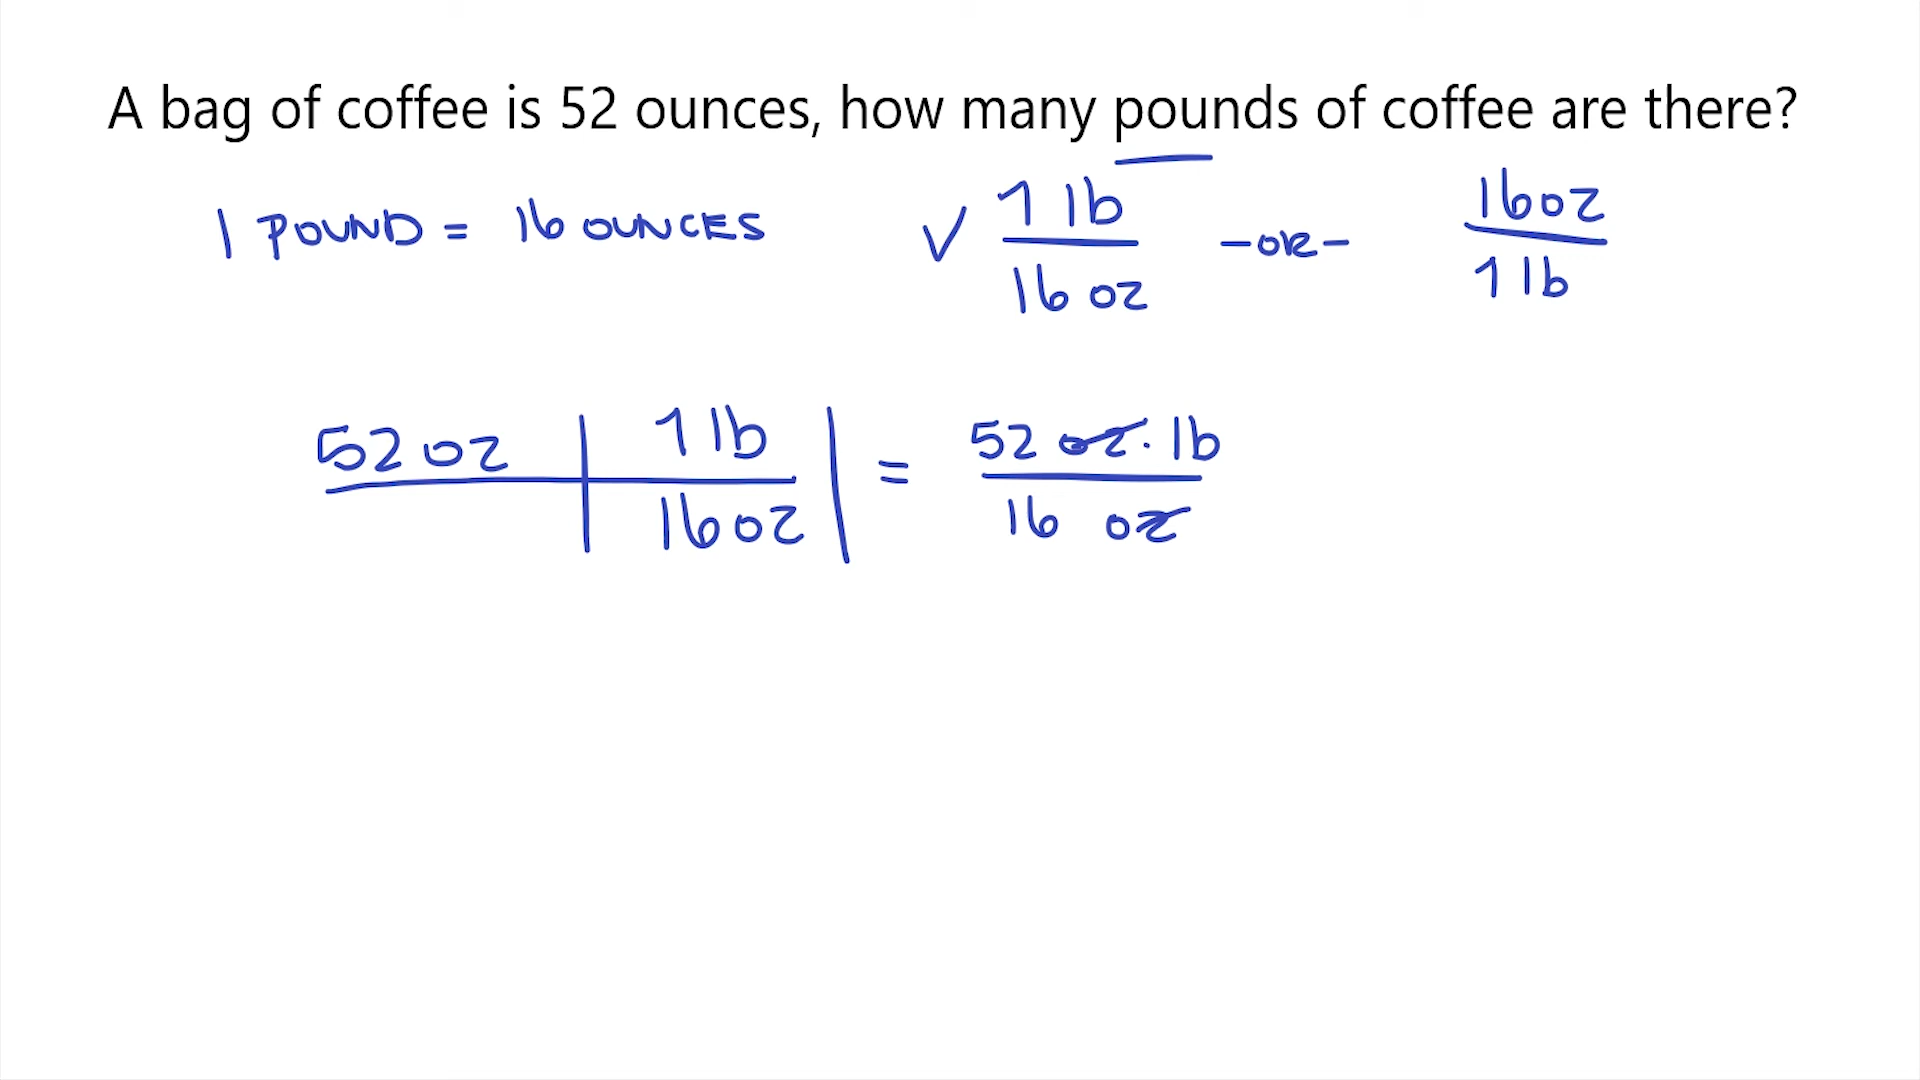 A bag of coffee is 52 ounces, how many pounds of coffee are there?
1 POUND = 16 OUNCES ✓ 1 lb / 16 oz -OR- 16 oz / 1 lb
52 oz | 1 lb / 16 oz | = 52 oz · lb / 16 oz